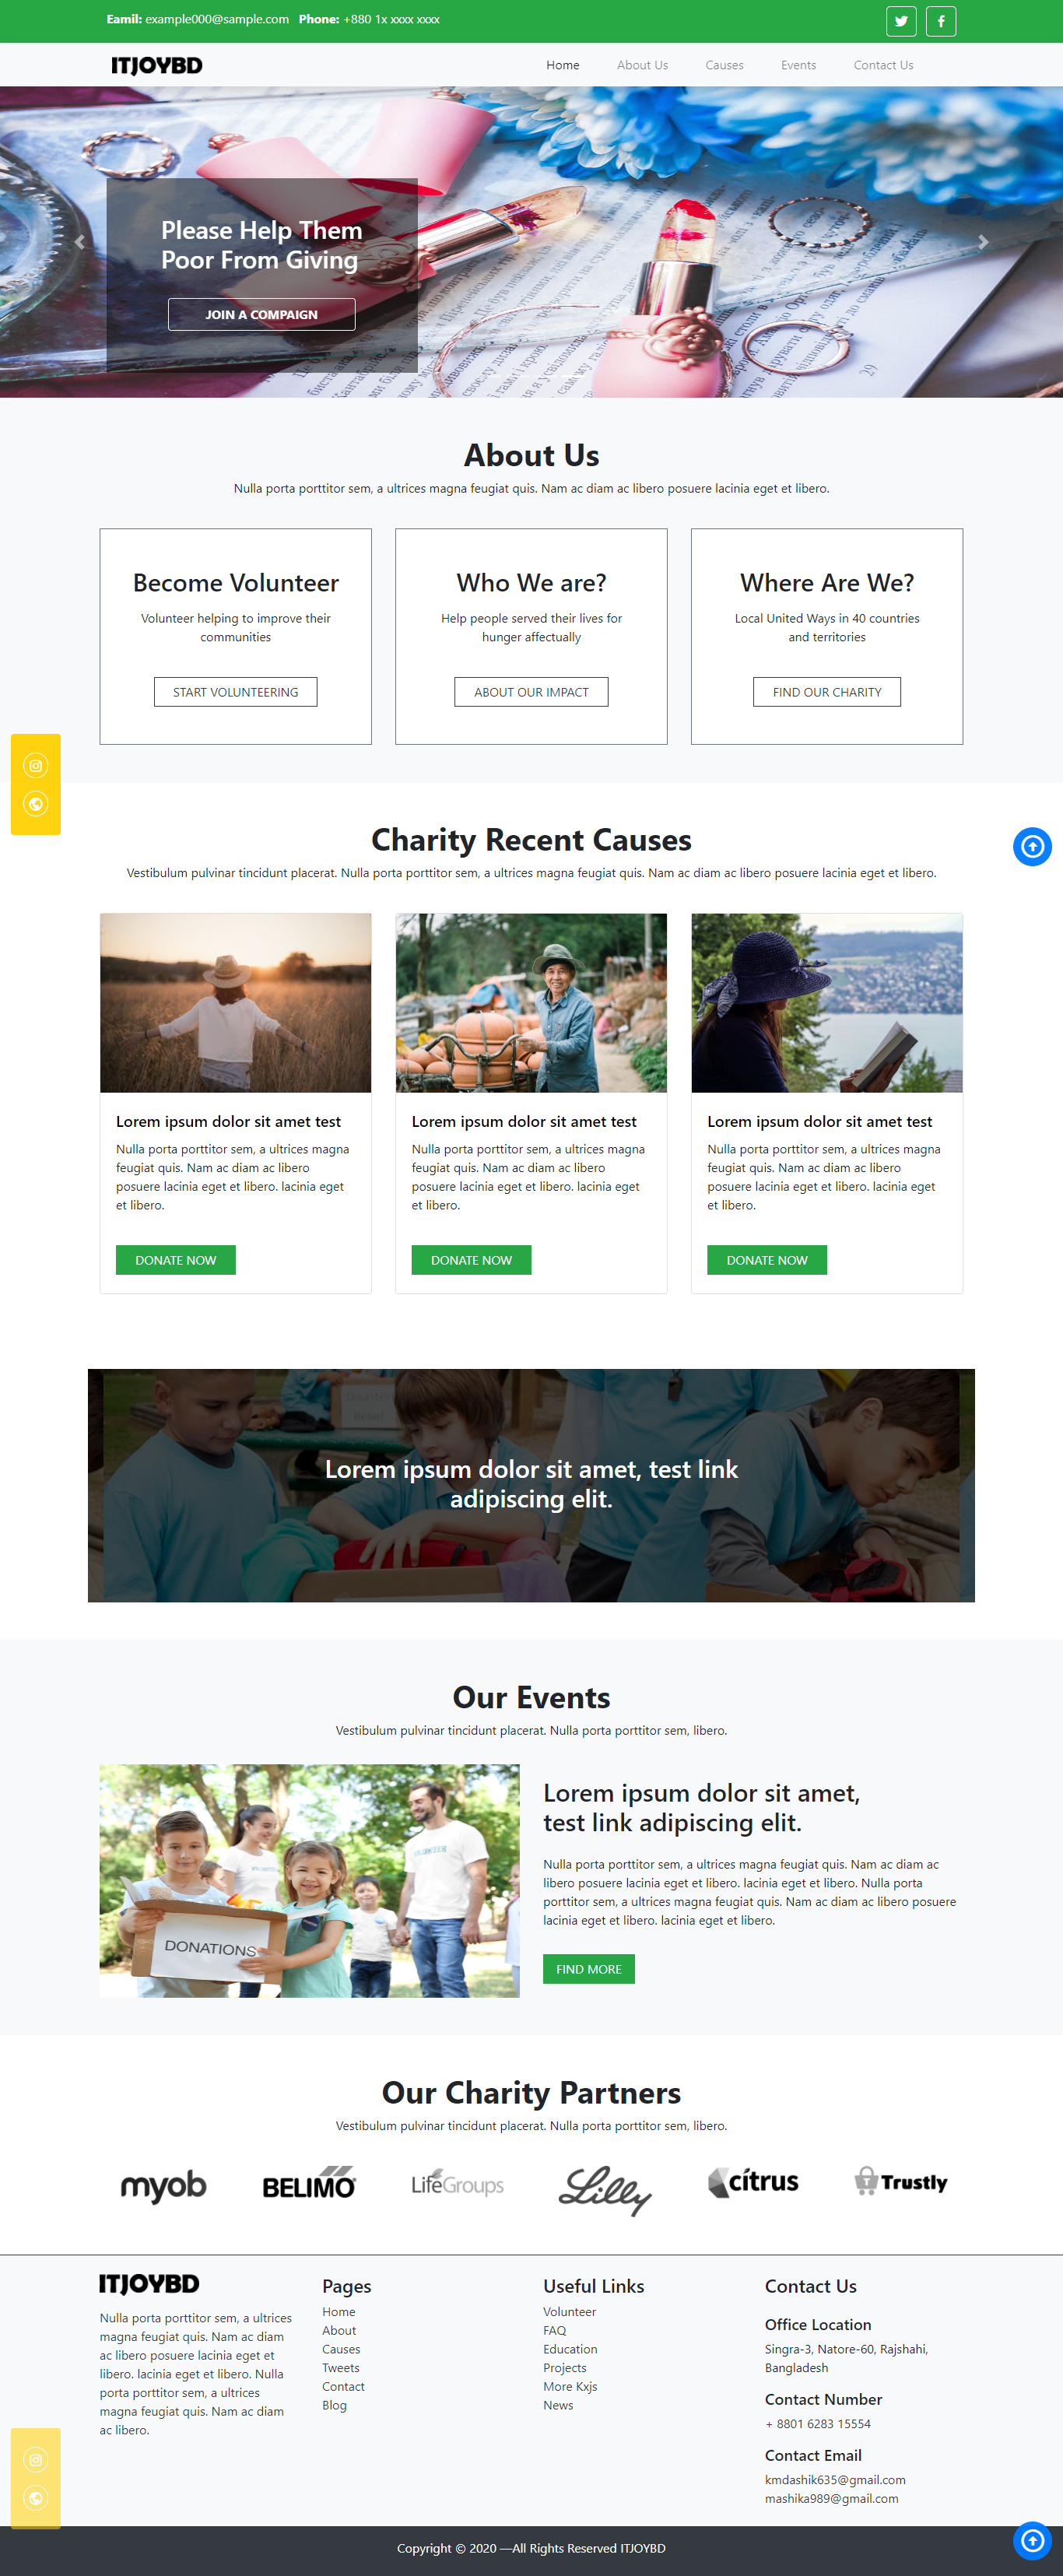 Eamil: example000@sample.com Phone: +880 1x xxxx xxxx
ITJOYBD
Home About Us Causes Events Contact Us
Please Help Them
Poor From Giving
JOIN A COMPAIGN
About Us
Nulla porta porttitor sem, a ultrices magna feugiat quis. Nam ac diam ac libero posuere lacinia eget et libero.
Become Volunteer
Volunteer helping to improve their
communities
START VOLUNTEERING
Who We are?
Help people served their lives for
hunger affectually
ABOUT OUR IMPACT
Where Are We?
Local United Ways in 40 countries
and territories
FIND OUR CHARITY
Charity Recent Causes
Vestibulum pulvinar tincidunt placerat. Nulla porta porttitor sem, a ultrices magna feugiat quis. Nam ac diam ac libero posuere lacinia eget et libero.
Lorem ipsum dolor sit amet test
Nulla porta porttitor sem, a ultrices magna
feugiat quis. Nam ac diam ac libero
posuere lacinia eget et libero. lacinia eget
et libero.
DONATE NOW
Lorem ipsum dolor sit amet test
Nulla porta porttitor sem, a ultrices magna
feugiat quis. Nam ac diam ac libero
posuere lacinia eget et libero. lacinia eget
et libero.
DONATE NOW
Lorem ipsum dolor sit amet test
Nulla porta porttitor sem, a ultrices magna
feugiat quis. Nam ac diam ac libero
posuere lacinia eget et libero. lacinia eget
et libero.
DONATE NOW
Lorem ipsum dolor sit amet, test link
adipiscing elit.
Our Events
Vestibulum pulvinar tincidunt placerat. Nulla porta porttitor sem, libero.
DONATIONS
Lorem ipsum dolor sit amet,
test link adipiscing elit.
Nulla porta porttitor sem, a ultrices magna feugiat quis. Nam ac diam ac
libero posuere lacinia eget et libero. lacinia eget et libero. Nulla porta
porttitor sem, a ultrices magna feugiat quis. Nam ac diam ac libero posuere
lacinia eget et libero. lacinia eget et libero.
FIND MORE
Our Charity Partners
Vestibulum pulvinar tincidunt placerat. Nulla porta porttitor sem, libero.
myob
BELIMO
LifeGroups
Lilly
citrus
Trustly
ITJOYBD
Nulla porta porttitor sem, a ultrices
magna feugiat quis. Nam ac diam
ac libero posuere lacinia eget et
libero. lacinia eget et libero. Nulla
porta porttitor sem, a ultrices
magna feugiat quis. Nam ac diam
ac libero.
Pages
Home
About
Causes
Tweets
Contact
Blog
Useful Links
Volunteer
FAQ
Education
Projects
More Kxjs
News
Contact Us
Office Location
Singra-3, Natore-60, Rajshahi,
Bangladesh
Contact Number
+ 8801 6283 15554
Contact Email
kmdashik635@gmail.com
mashika989@gmail.com
Copyright © 2020 —All Rights Reserved ITJOYBD